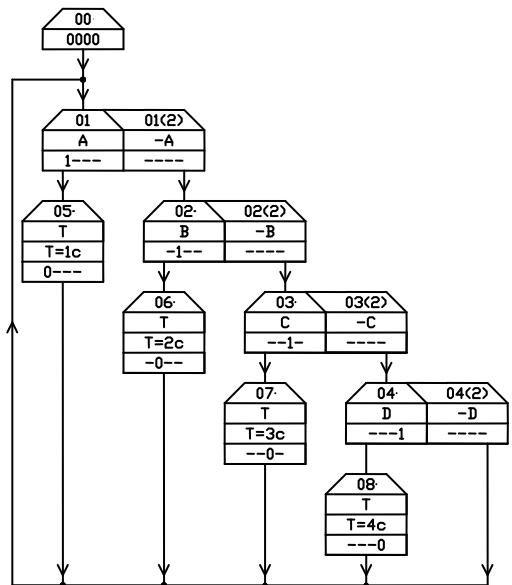 00·
0000
01 01(2)
A -A
1--- ----
05· 02· 02(2)
T B -B
T=1c -1-- ----
0---
06· 03· 03(2)
T C -C
T=2c --1- ----
-0--
07· 04· 04(2)
T D -D
T=3c ---1 ----
--0-
08·
T
T=4c
---0